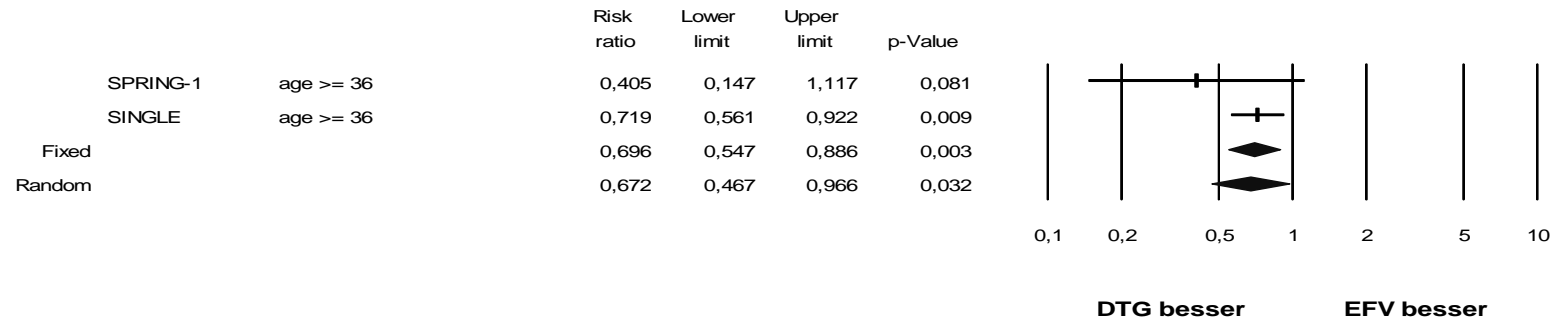 Risk Lower Upper
ratio limit limit p-Value
SPRING-1 age >= 36 0,405 0,147 1,117 0,081
SINGLE age >= 36 0,719 0,561 0,922 0,009
Fixed 0,696 0,547 0,886 0,003
Random 0,672 0,467 0,966 0,032
0,1 0,2 0,5 1 2 5 10
DTG besser EFV besser